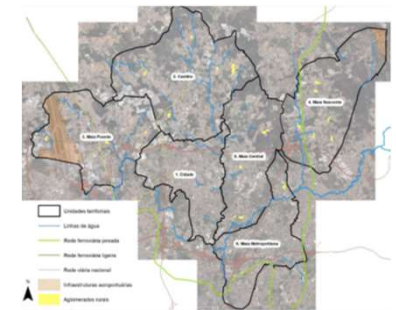 2. Castêlo
4. Maia Nascente
3. Maia Poente
5. Maia Central
1. Cidade
6. Maia Metropolitana
Unidades territoriais
Linhas de água
Rede ferroviária pesada
Rede ferroviária ligeira
Rede viária nacional
Infraestruturas aeroportuárias
Aglomerados rurais
N